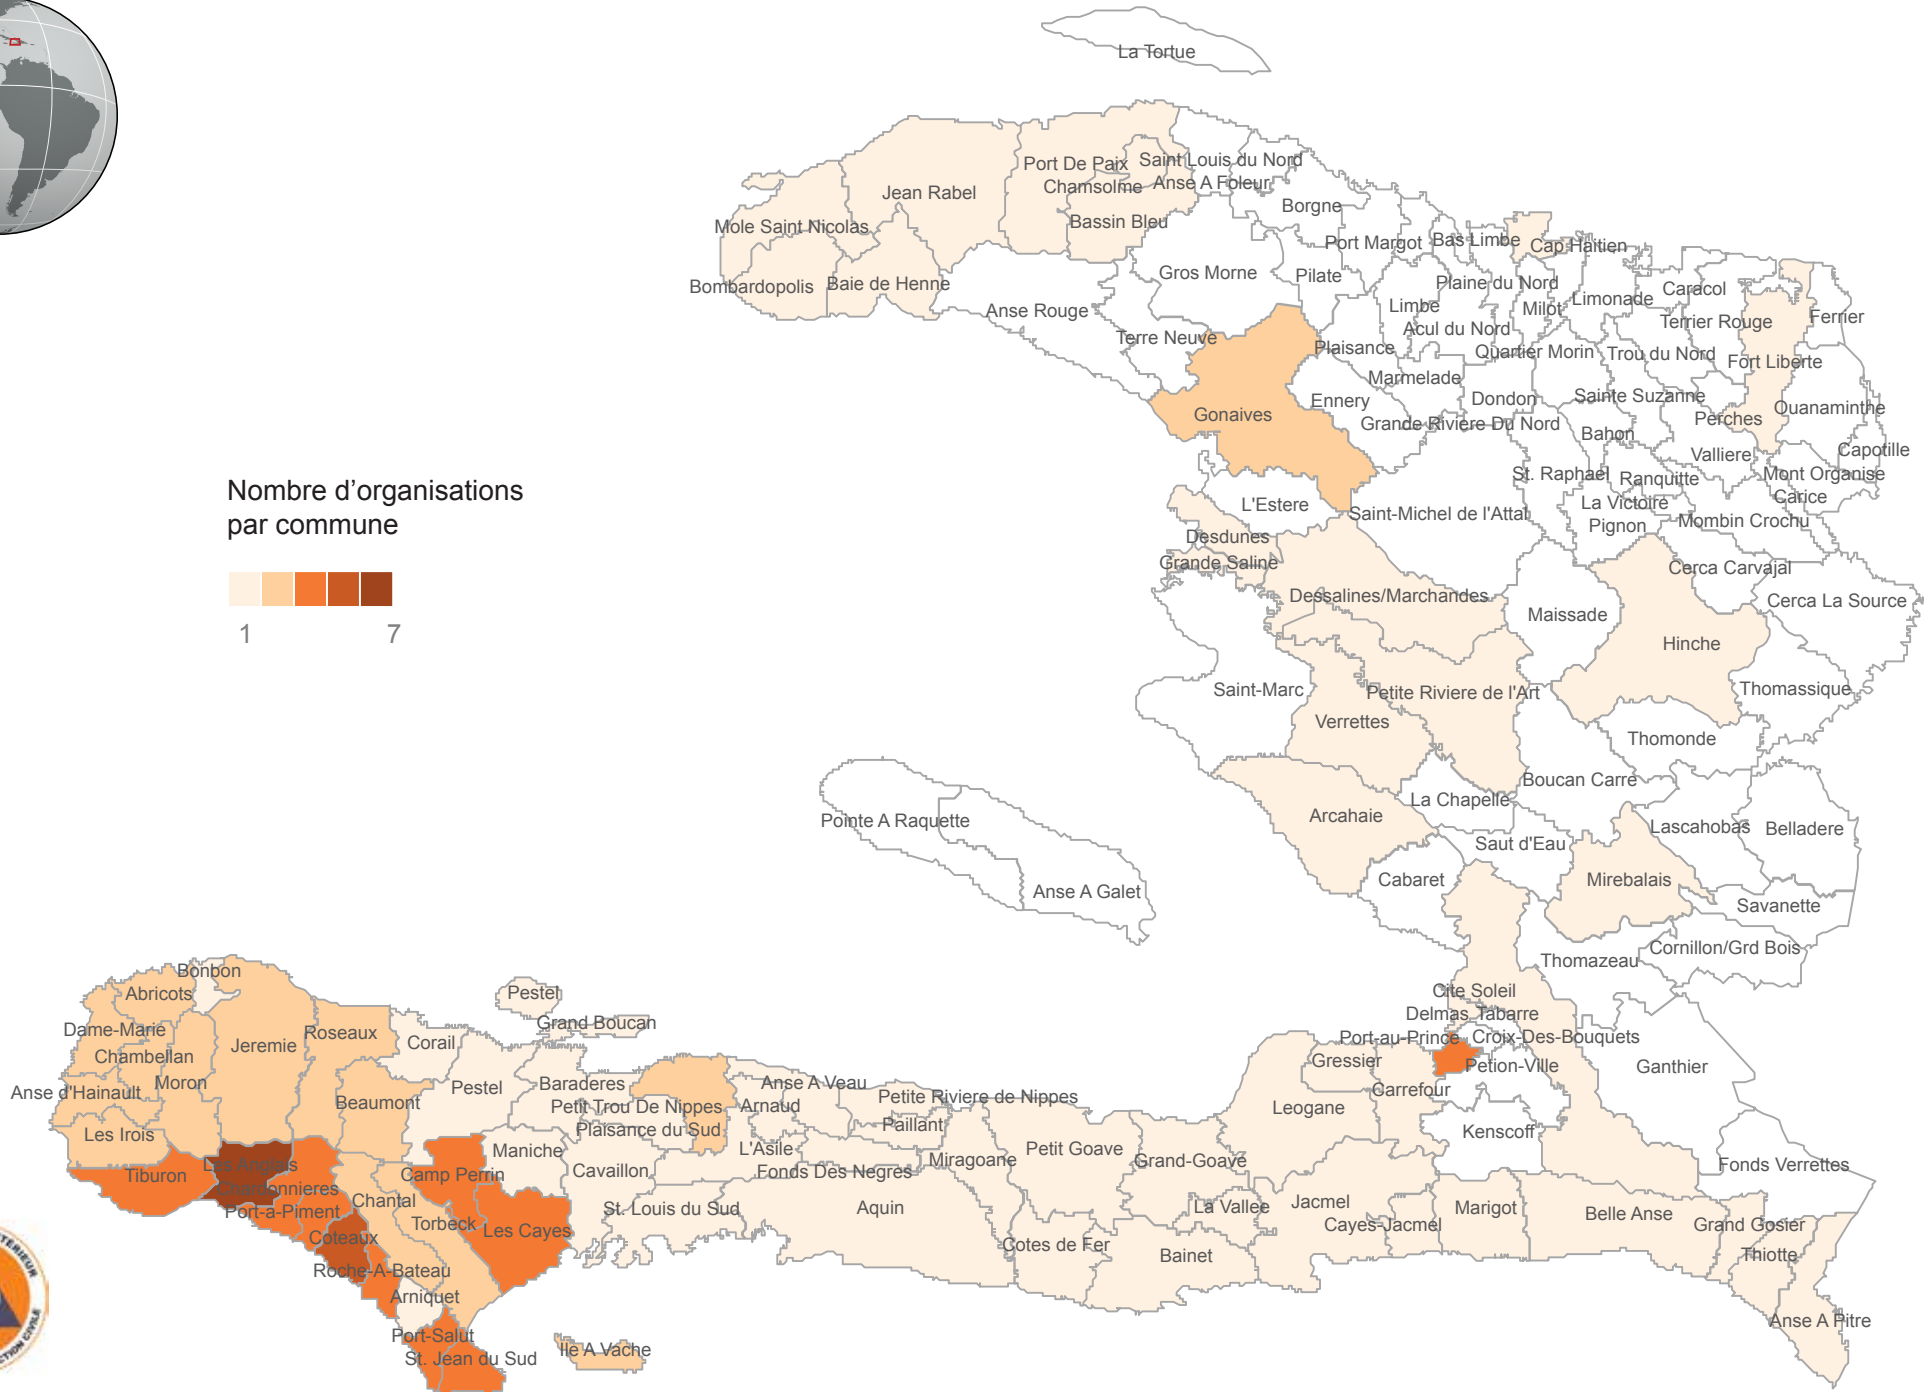 La Tortue
Port De Paix
Saint Louis du Nord
Chamsolme
Anse A Foleur
Jean Rabel
Borgne
Bassin Bleu
Mole Saint Nicolas
Port Margot
Bas Limbe
Cap Haitien
Gros Morne
Pilate
Plaine du Nord
Bombardopolis
Baie de Henne
Caracol
Limonade
Anse Rouge
Limbe
Milot
Terrier Rouge
Ferrier
Acul du Nord
Terre Neuve
Plaisance
Quartier Morin
Trou du Nord
Fort Liberte
Marmelade
Ennery
Dondon
Sainte Suzanne
Ouanaminthe
Gonaives
Grande Riviere Du Nord
Perches
Bahon
Valliere
Capotille
St. Raphael
Ranquitte
Mont Organise
Nombre d’organisations
par commune
1
7
L'Estere
La Victoire
Carice
Saint-Michel de l'Attal
Pignon
Mombin Crochu
Desdunes
Grande Saline
Cerca Carvajal
Dessalines/Marchandes
Maissade
Cerca La Source
Hinche
Saint-Marc
Petite Riviere de l'Art
Thomassique
Verrettes
Thomonde
Boucan Carre
La Chapelle
Arcahaie
Pointe A Raquette
Lascahobas
Belladere
Saut d'Eau
Cabaret
Mirebalais
Anse A Galet
Savanette
Cornillon/Grd Bois
Thomazeau
Bonbon
Abricots
Pestel
Cite Soleil
Delmas
Tabarre
Grand Boucan
Dame-Marie
Roseaux
Corail
Port-au-Prince
Croix-Des-Bouquets
Jeremie
Chambellan
Gressier
Petion-Ville
Ganthier
Anse d'Hainault
Moron
Pestel
Baraderes
Anse A Veau
Carrefour
Beaumont
Petit Trou De Nippes
Arnaud
Petite Riviere de Nippes
Leogane
Les Irois
Plaisance du Sud
Paillant
Kenscoff
Maniche
L'Asile
Petit Goave
Les Anglais
Tiburon
Camp Perrin
Cavaillon
Fonds Des Negres
Miragoane
Grand-Goave
Fonds Verrettes
Chardonnieres
Chantal
Port-a-Piment
St. Louis du Sud
Aquin
La Vallee
Jacmel
Marigot
Belle Anse
Torbeck
Les Cayes
Cayes-Jacmel
Grand Gosier
Coteaux
Cotes de Fer
Bainet
Thiotte
Roche-A-Bateau
Arniquet
Anse A Pitre
Port-Salut
St. Jean du Sud
Ile A Vache